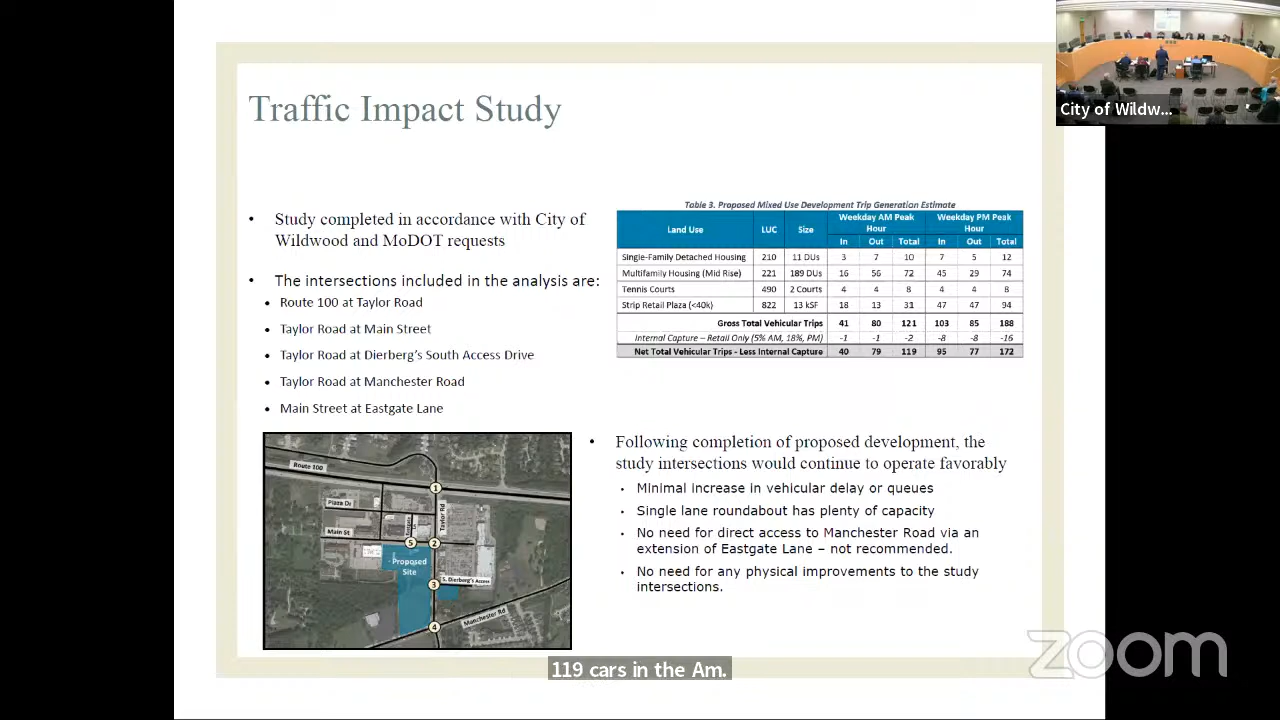 City of Wildw...
Traffic Impact Study
• Study completed in accordance with City of
Wildwood and MoDOT requests
• The intersections included in the analysis are:
• Route 100 at Taylor Road
• Taylor Road at Main Street
• Taylor Road at Dierberg's South Access Drive
• Taylor Road at Manchester Road
• Main Street at Eastgate Lane
Table 3. Proposed Mixed Use Development Trip Generation Estimate
Land Use LUC Size Weekday AM Peak Hour Weekday PM Peak Hour
In Out Total In Out Total
Single-Family Detached Housing 210 11 DUs 3 7 10 7 5 12
Multifamily Housing (Mid Rise) 221 189 DUs 16 56 72 45 29 74
Tennis Courts 490 2 Courts 4 4 8 4 4 8
Strip Retail Plaza (<40k) 822 13 kSF 18 13 31 47 47 94
Gross Total Vehicular Trips 41 80 121 103 85 188
Internal Capture – Retail Only (5% AM, 18%, PM) -1 -1 -2 -8 -8 -16
Net Total Vehicular Trips - Less Internal Capture 40 79 119 95 77 172
Route 100
1
Plaza Dr
Taylor Rd
Main St
5
2
Proposed
Site
3
S. Dierberg's Access
Manchester Rd
4
• Following completion of proposed development, the
study intersections would continue to operate favorably
• Minimal increase in vehicular delay or queues
• Single lane roundabout has plenty of capacity
• No need for direct access to Manchester Road via an
extension of Eastgate Lane – not recommended.
• No need for any physical improvements to the study
intersections.
zoom
119 cars in the Am.